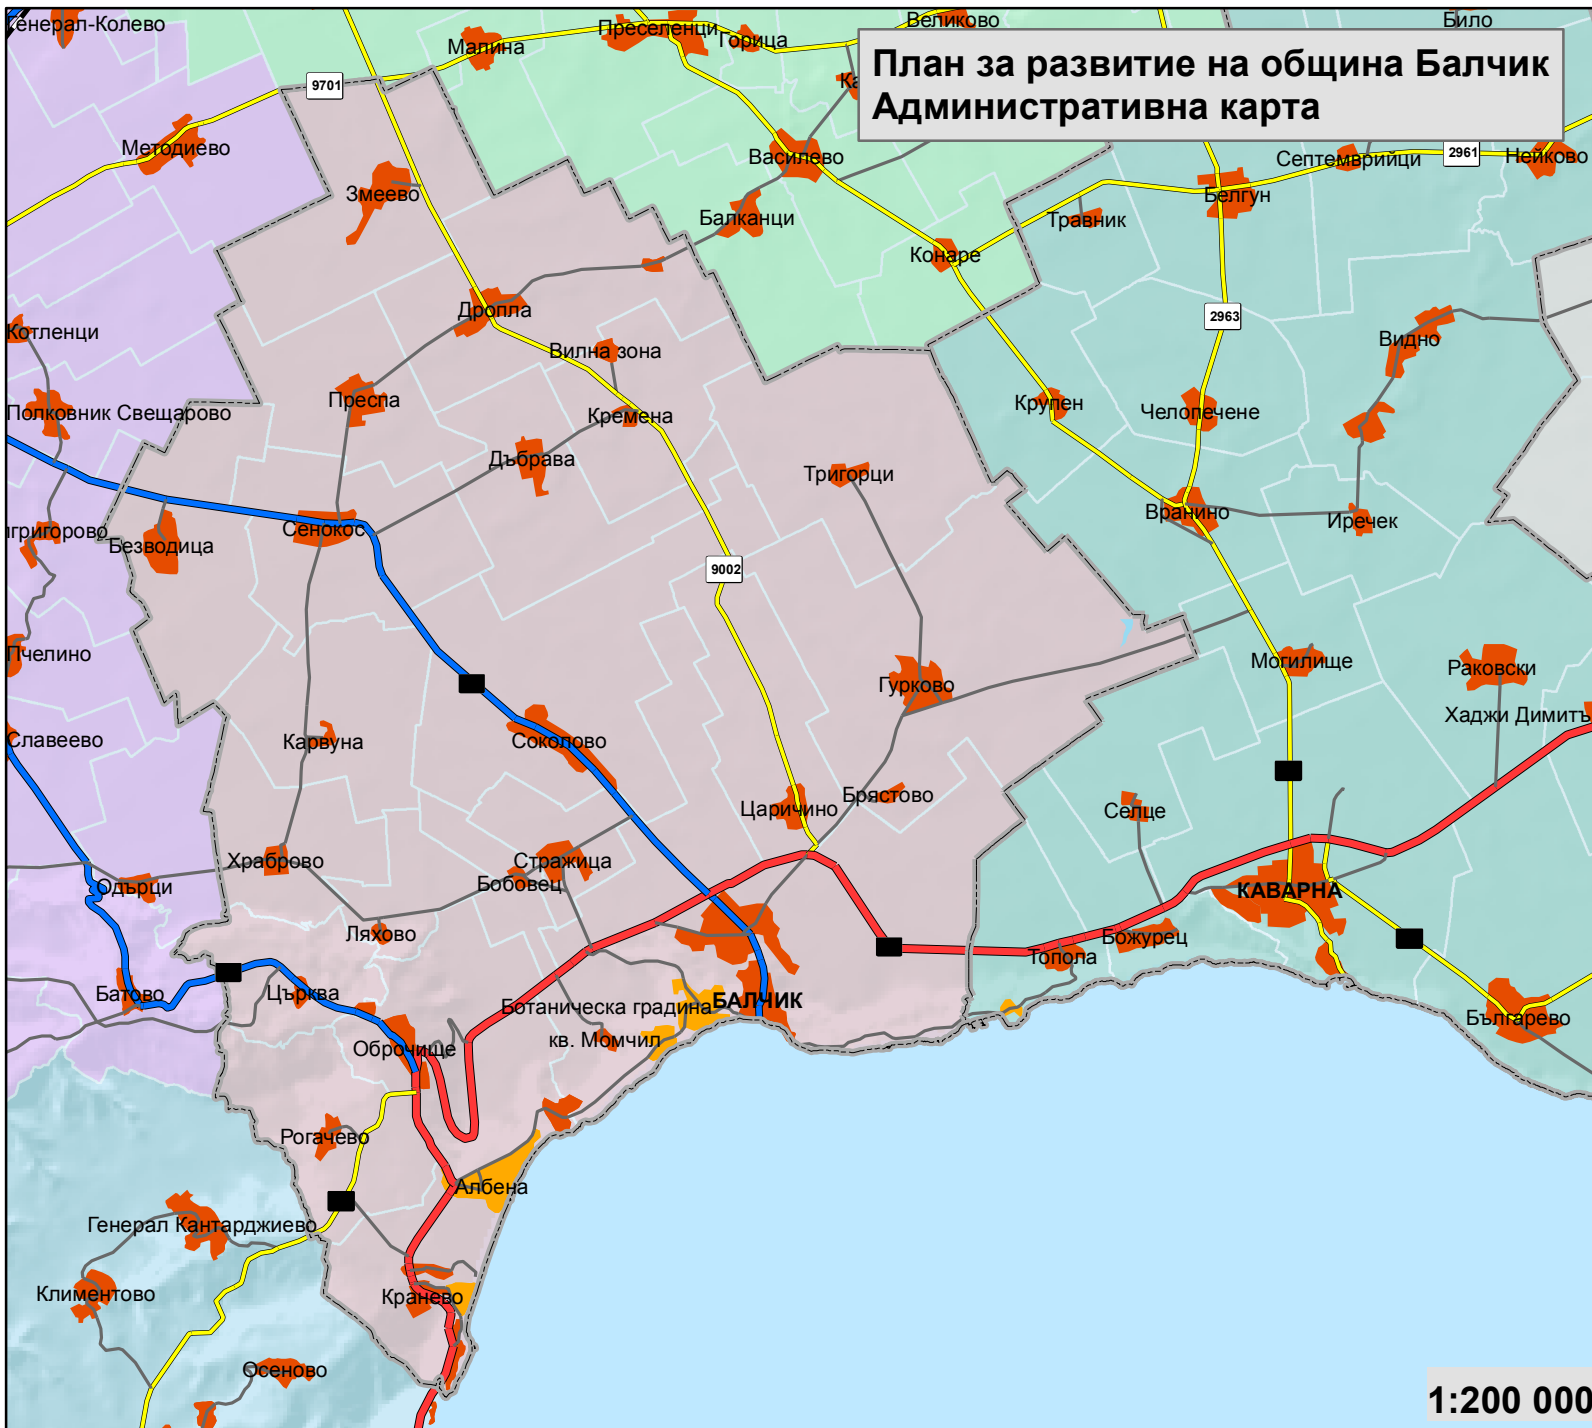 План за развитие на община Балчик
Административна карта
Генерал-Колево
Малина
Преселенци
Горица
Великово
Било
9701
Методиево
Василево
Септемврийци
2961
Нейково
Змеево
Балканци
Травник
Белгун
Конаре
Дропла
2963
Котленци
Вилна зона
Видно
Полковник Свещарово
Преспа
Кремена
Крупен
Челопечене
Дъбрава
Тригорци
Сенокос
Безводица
Вранино
Иречек
9002
Пчелино
Гурково
Могилище
Раковски
Славеево
Карвуна
Соколово
Хаджи Димитъ
Царичино
Брястово
Селце
Храброво
Стражица
Бобовец
Одърци
КАВАРНА
Ляхово
Топола
Божурец
Батово
Църква
Ботаническа градина
БАЛЧИК
Българево
Оброчище
кв. Момчил
Рогачево
Албена
Генерал Кантарджиево
Климентово
Кранево
Осеново
1:200 000